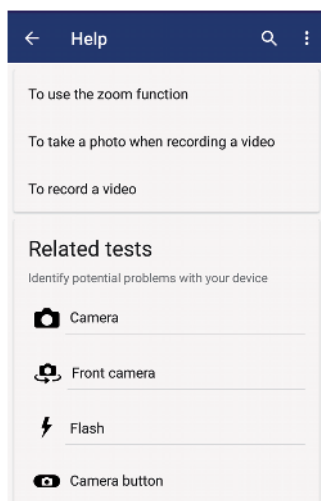 Help
To use the zoom function
To take a photo when recording a video
To record a video
Related tests
Identify potential problems with your device
Camera
Front camera
Flash
Camera button